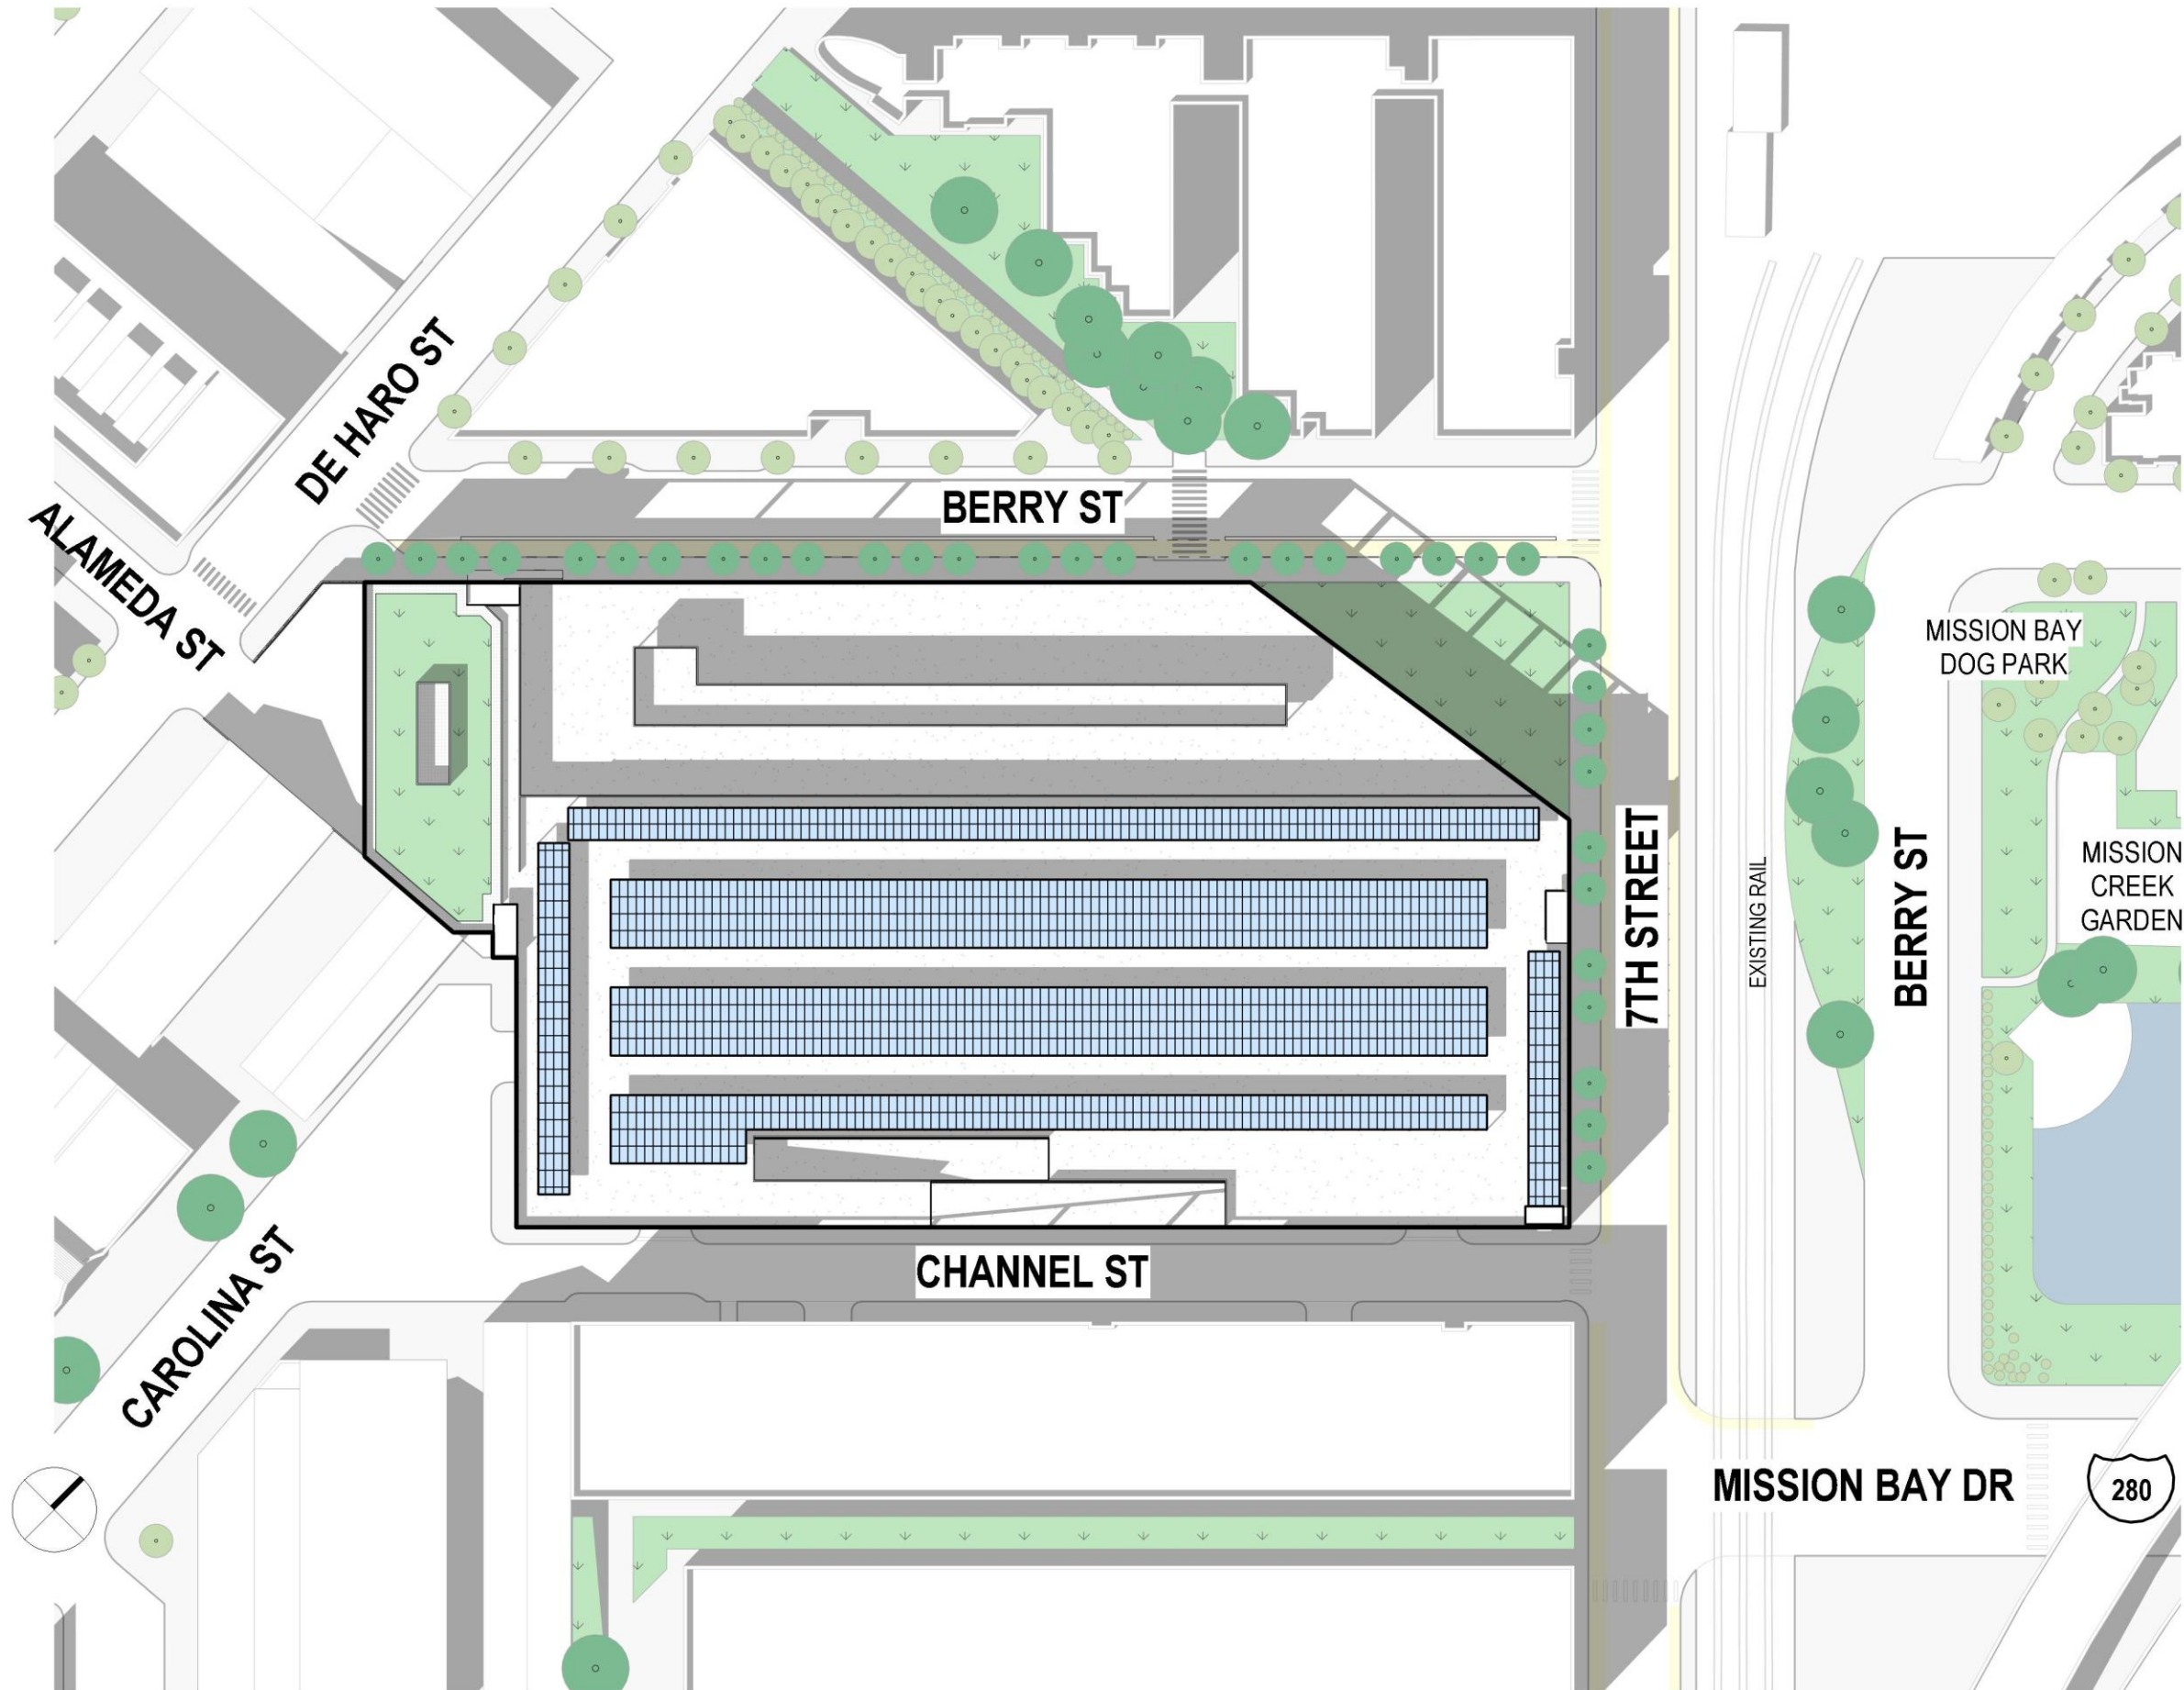 DE HARO ST
ALAMEDA ST
BERRY ST
MISSION BAY
DOG PARK
7TH STREET
EXISTING RAIL
BERRY ST
MISSION
CREEK
GARDEN
CHANNEL ST
CAROLINA ST
MISSION BAY DR
280